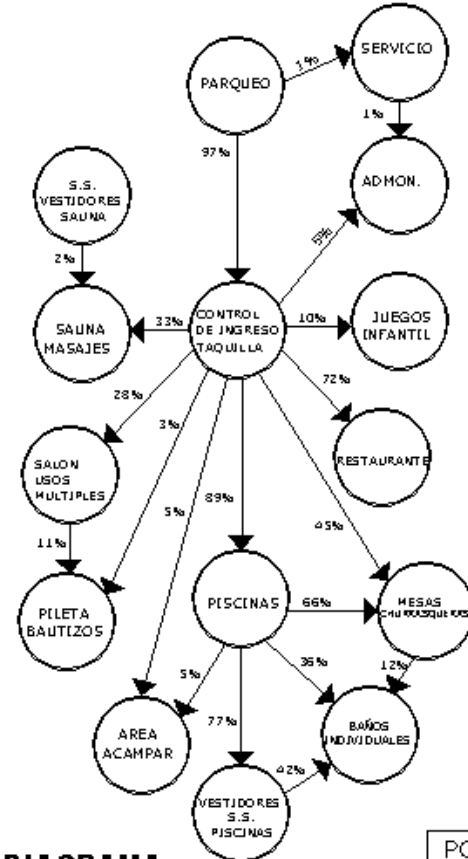 SERVICIO
1%
PARQUEO
1%
97%
ADMON.
S.S.
VESTIDORES
SAUNA
5%
2%
CONTROL
DE INGRESO
TAQUILLA
33%
10%
SAUNA
MASAJES
JUEGOS
INFANTIL
28%
3%
72%
SALON
USOS
MULTIPLES
RESTAURANTE
5%
89%
45%
11%
PILETA
BAUTIZOS
PISCINAS
66%
MESAS
CHURRASQUERAS
5%
36%
12%
77%
AREA
ACAMPAR
BAÑOS
INDIVIDUALES
42%
VESTIDORES
S.S.
PISCINAS
PO